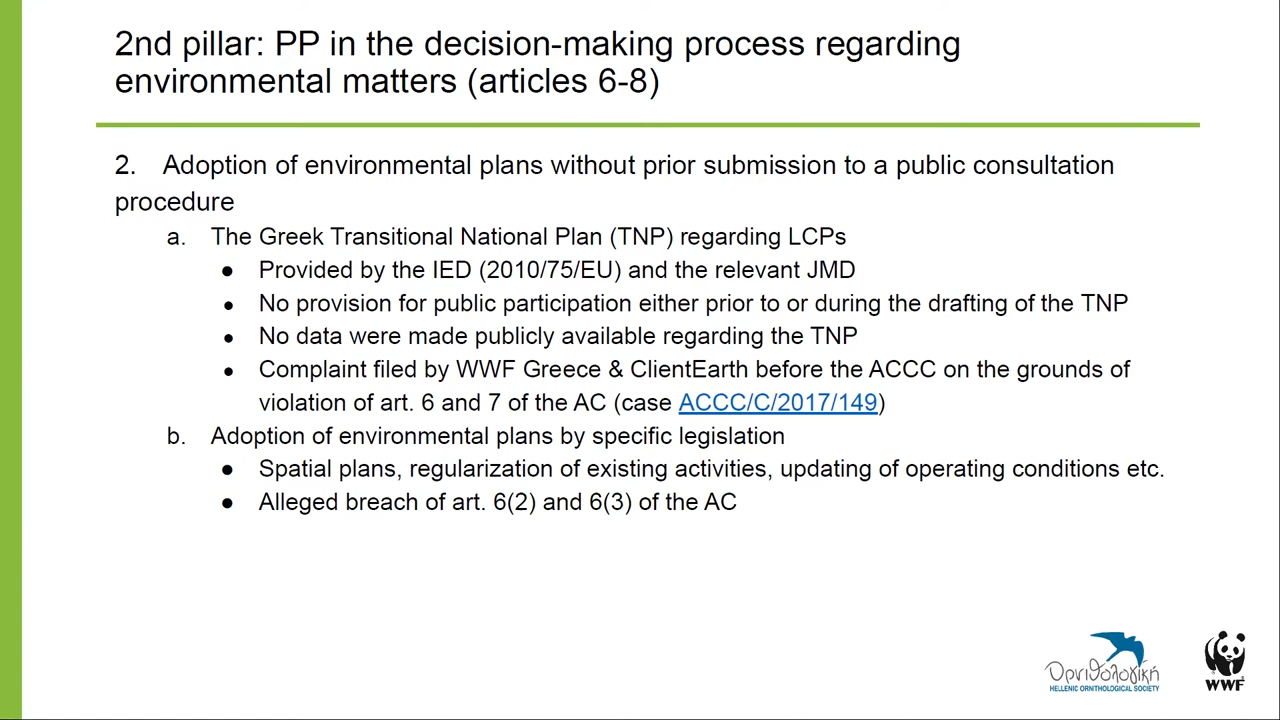 2nd pillar: PP in the decision-making process regarding
environmental matters (articles 6-8)
2. Adoption of environmental plans without prior submission to a public consultation
procedure
a. The Greek Transitional National Plan (TNP) regarding LCPs
● Provided by the IED (2010/75/EU) and the relevant JMD
● No provision for public participation either prior to or during the drafting of the TNP
● No data were made publicly available regarding the TNP
● Complaint filed by WWF Greece & ClientEarth before the ACCC on the grounds of
violation of art. 6 and 7 of the AC (case ACCC/C/2017/149)
b. Adoption of environmental plans by specific legislation
● Spatial plans, regularization of existing activities, updating of operating conditions etc.
● Alleged breach of art. 6(2) and 6(3) of the AC
Ορνιθολογική
HELLENIC ORNITHOLOGICAL SOCIETY
WWF